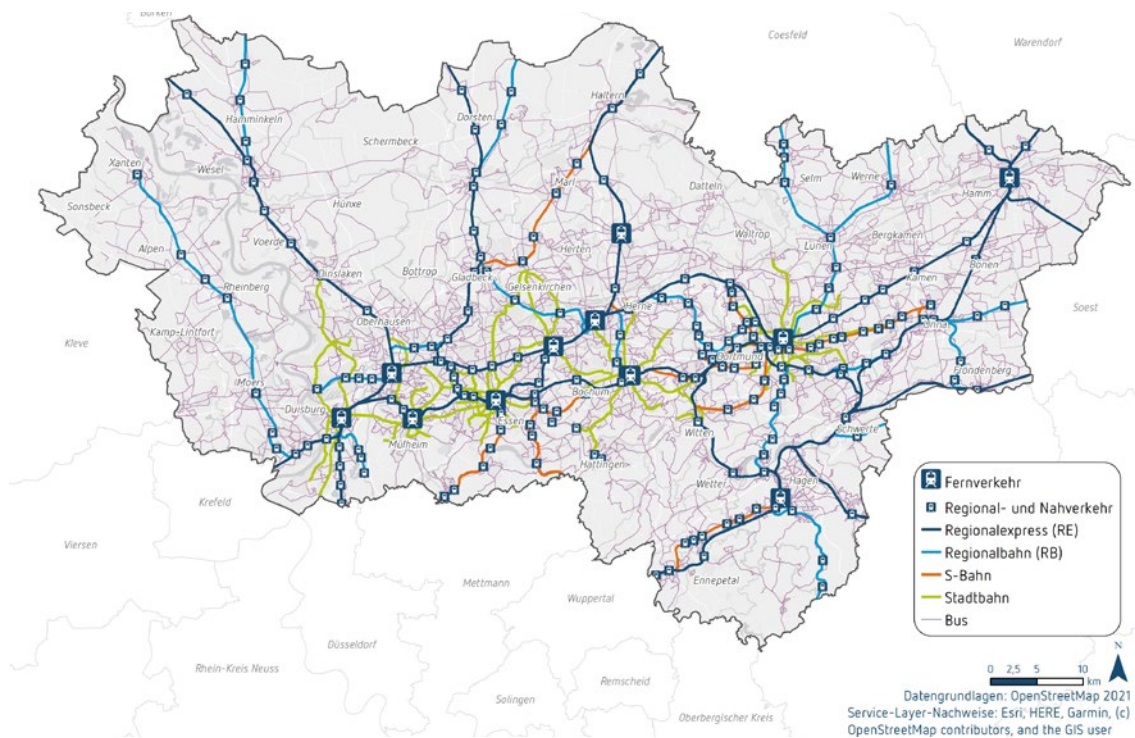 Borken
Coesfeld
Warendorf
Haltern
Hamminkeln
Dorsten
Schermbeck
Xanten
Wesel
Marl
Datteln
Selm
Werne
Hamm
Sonsbeck
Hünxe
Herten
Waltrop
Bergkamen
Alpen
Voerde
Bottrop
Gladbeck
Lünen
Kamen
Bönen
Dinslaken
Gelsenkirchen
Rheinberg
Herne
Soest
Kamp-Lintfort
Oberhausen
Unna
Kleve
Dortmund
Moers
Bochum
Fröndenberg
Duisburg
Essen
Witten
Schwerte
Mülheim
Hattingen
Wetter
Hagen
Krefeld
Viersen
Ennepetal
Mettmann
Wuppertal
Düsseldorf
Rhein-Kreis Neuss
Remscheid
Solingen
Oberbergischer Kreis
Fernverkehr
Regional- und Nahverkehr
Regionalexpress (RE)
Regionalbahn (RB)
S-Bahn
Stadtbahn
Bus
N
0 2,5 5 10
km
Datengrundlagen: OpenStreetMap 2021
Service-Layer-Nachweise: Esri, HERE, Garmin, (c)
OpenStreetMap contributors, and the GIS user